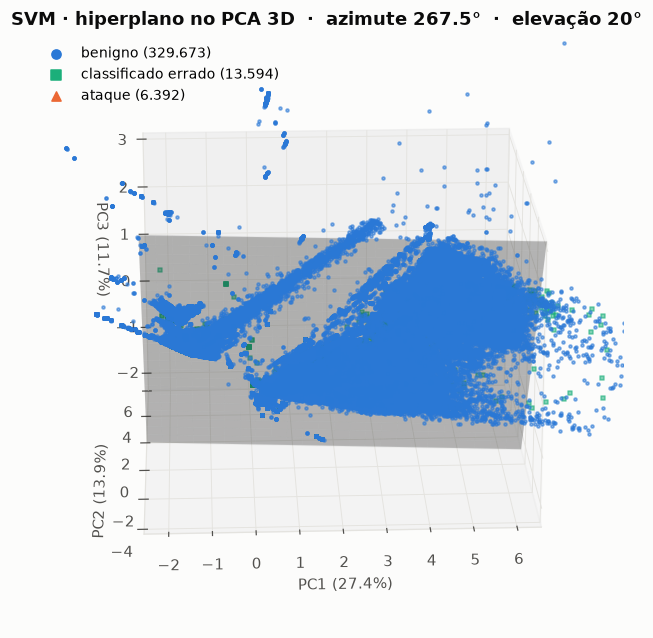 SVM · hiperplano no PCA 3D · azimute 267.5° · elevação 20°
benigno (329.673)
classificado errado (13.594)
ataque (6.392)
3
2
1
0
−1
−2
PC3 (11.7%)
6
4
2
0
−2
−4
PC2 (13.9%)
−2 −1 0 1 2 3 4 5 6
PC1 (27.4%)